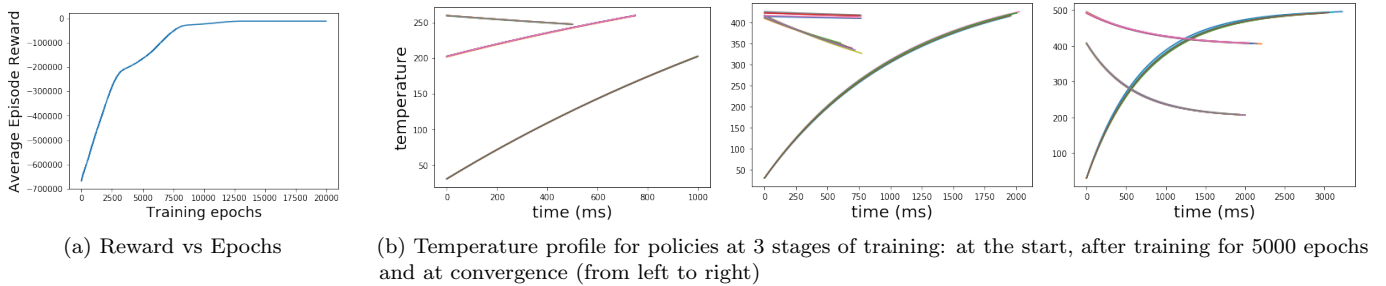 Average Episode Reward
0
−100000
−200000
−300000
−400000
−500000
−600000
−700000
0 2500 5000 7500 10000 12500 15000 17500 20000
Training epochs
temperature
250
200
150
100
50
0 200 400 600 800 1000
time (ms)
400
350
300
250
200
150
100
50
0 250 500 750 1000 1250 1500 1750 2000
time (ms)
500
400
300
200
100
0 500 1000 1500 2000 2500 3000
time (ms)
(a) Reward vs Epochs
(b) Temperature profile for policies at 3 stages of training: at the start, after training for 5000 epochs
and at convergence (from left to right)